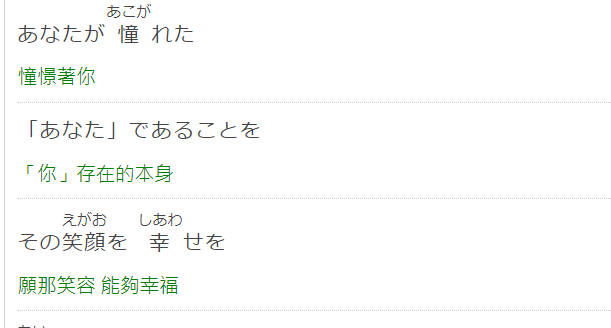 あこが
あなたが 憧 れた
憧憬著你
「あなた」であることを
「你」存在的本身
えがお しあわ
その笑顔を 幸 せを
願那笑容 能夠幸福